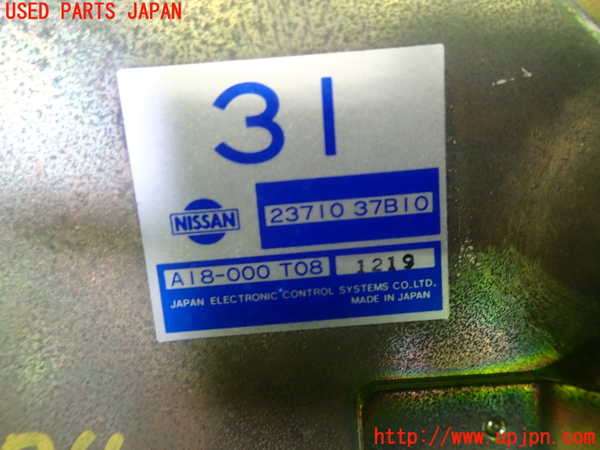 USED PARTS JAPAN
31
NISSAN
23710 37B10
A18-000 T08 1219
JAPAN ELECTRONIC CONTROL SYSTEMS CO.LTD.
MADE IN JAPAN
http://www.upjpn.com/